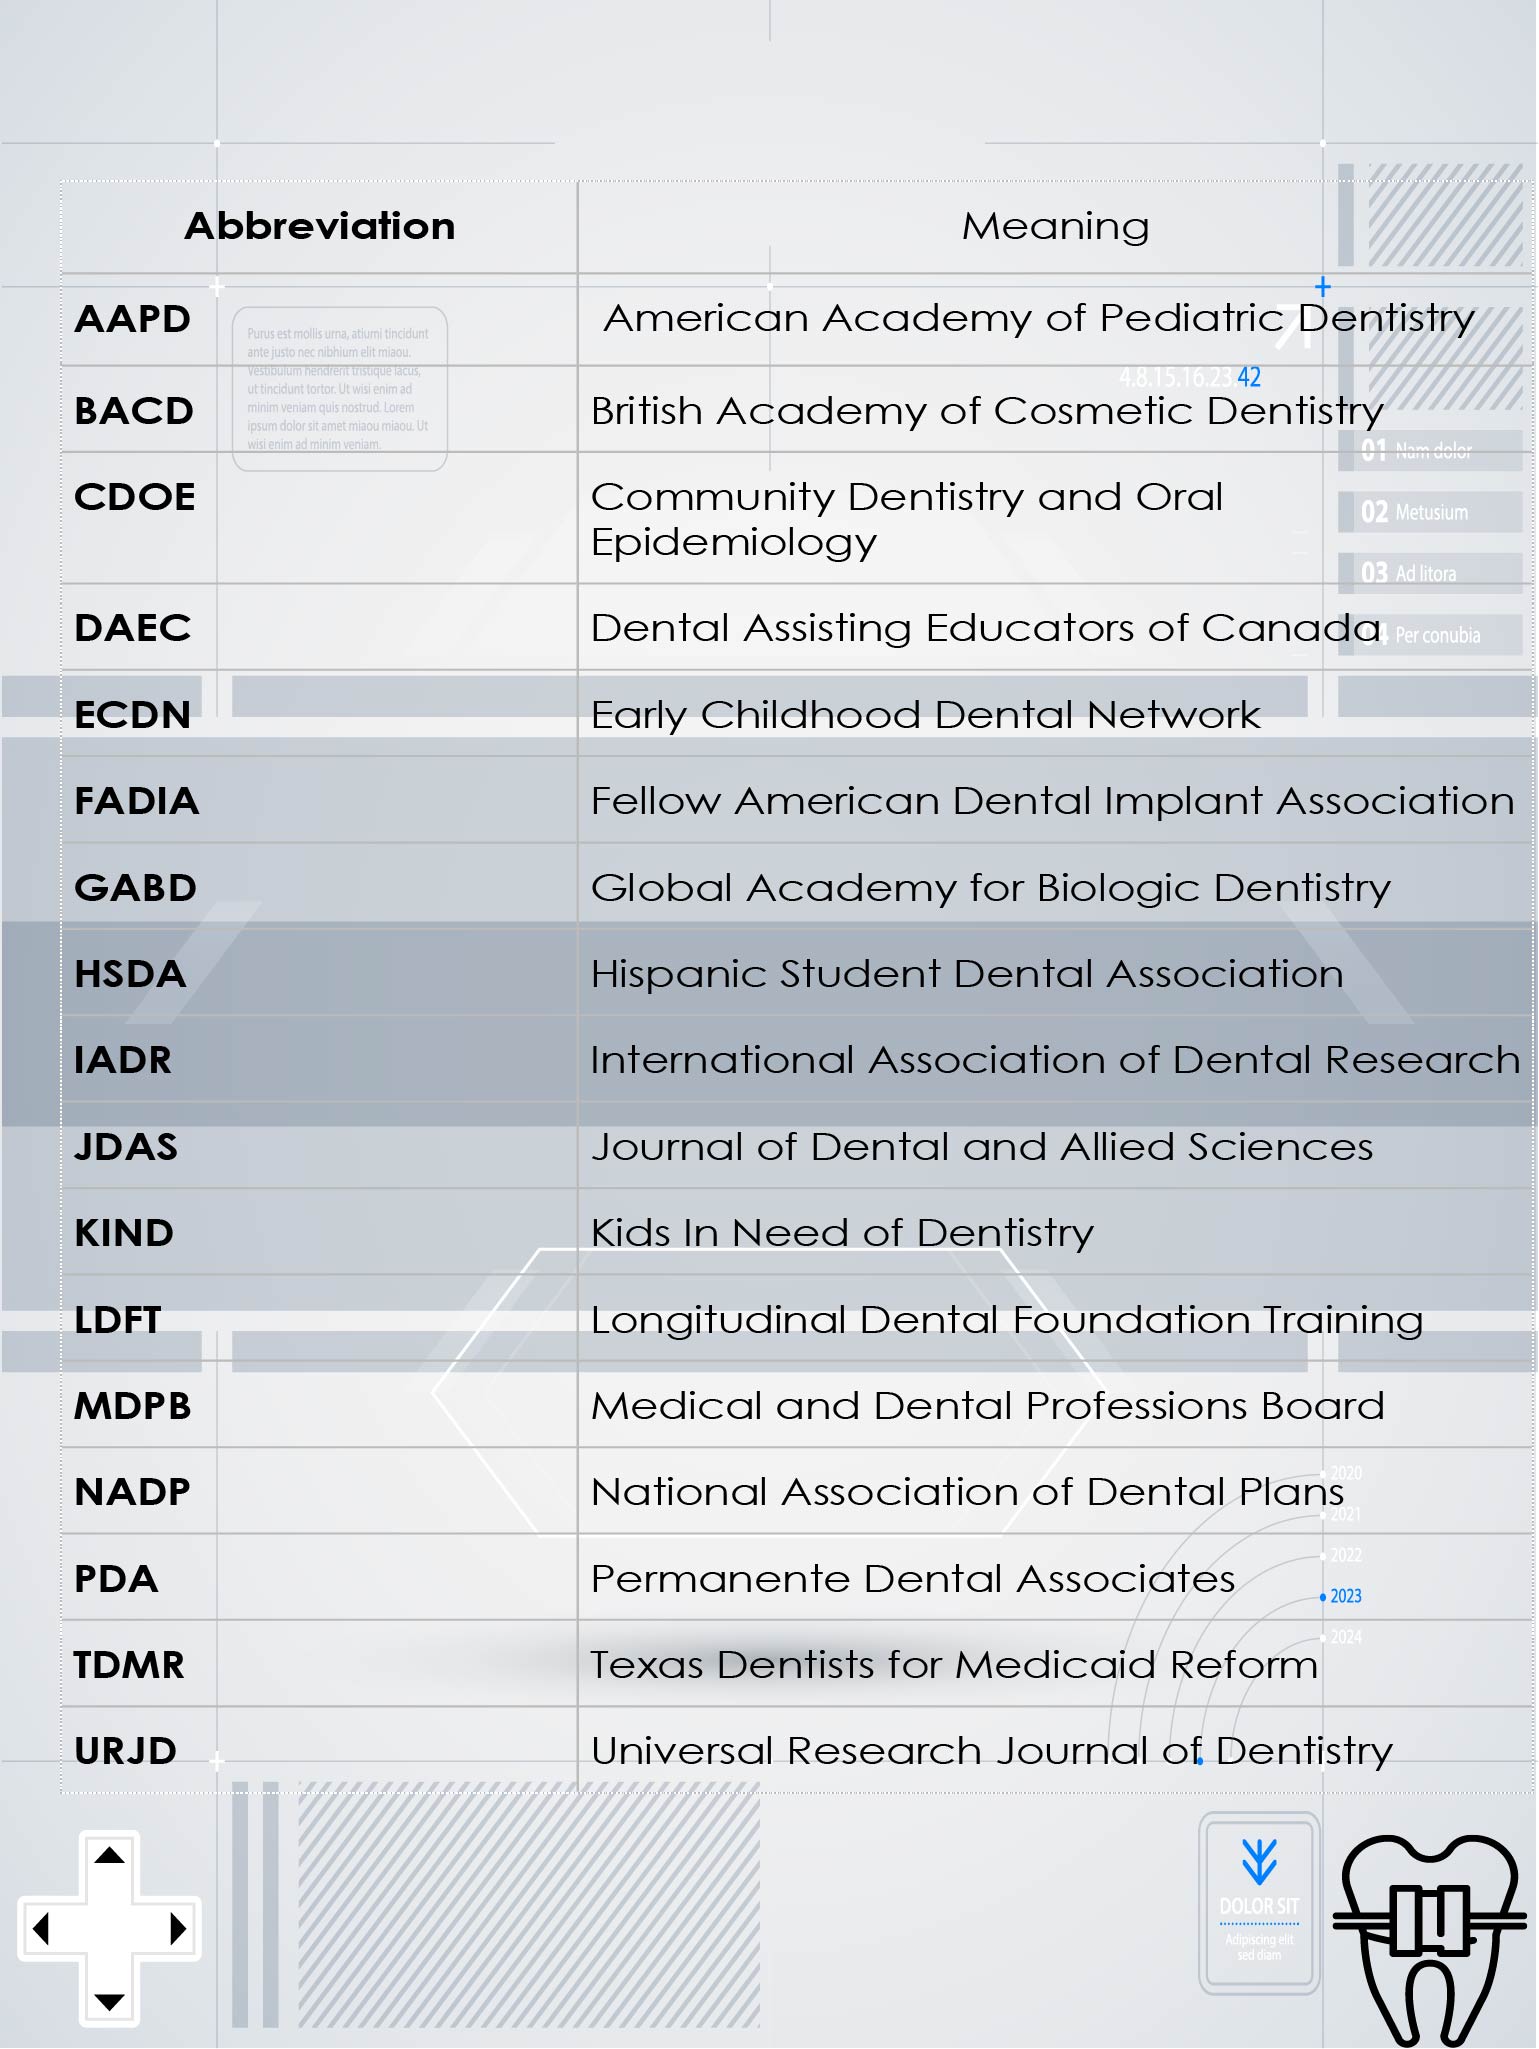 Abbreviation Meaning
AAPD American Academy of Pediatric Dentistry
Purus est mollis urna, atiumi tincidunt
ante justo nec nibhium elit miaou.
Vestibulum hendrerit tristique lacus,
ut tincidunt tortor. Ut wisi enim ad
minim veniam quis nostrud. Lorem
ipsum dolor sit amet miaou miaou. Ut
wisi enim ad minim veniam.
4.8.15.16.23.42
BACD British Academy of Cosmetic Dentistry
01 Nam dolor
CDOE Community Dentistry and Oral
Epidemiology
02 Metusium
03 Ad litora
DAEC Dental Assisting Educators of Canada
04 Per conubia
ECDN Early Childhood Dental Network
FADIA Fellow American Dental Implant Association
GABD Global Academy for Biologic Dentistry
HSDA Hispanic Student Dental Association
IADR International Association of Dental Research
JDAS Journal of Dental and Allied Sciences
KIND Kids In Need of Dentistry
LDFT Longitudinal Dental Foundation Training
MDPB Medical and Dental Professions Board
2020
NADP National Association of Dental Plans
2021
2022
PDA Permanente Dental Associates
2023
2024
TDMR Texas Dentists for Medicaid Reform
URJD Universal Research Journal of Dentistry
DOLOR SIT
Adipiscing elit
sed diam